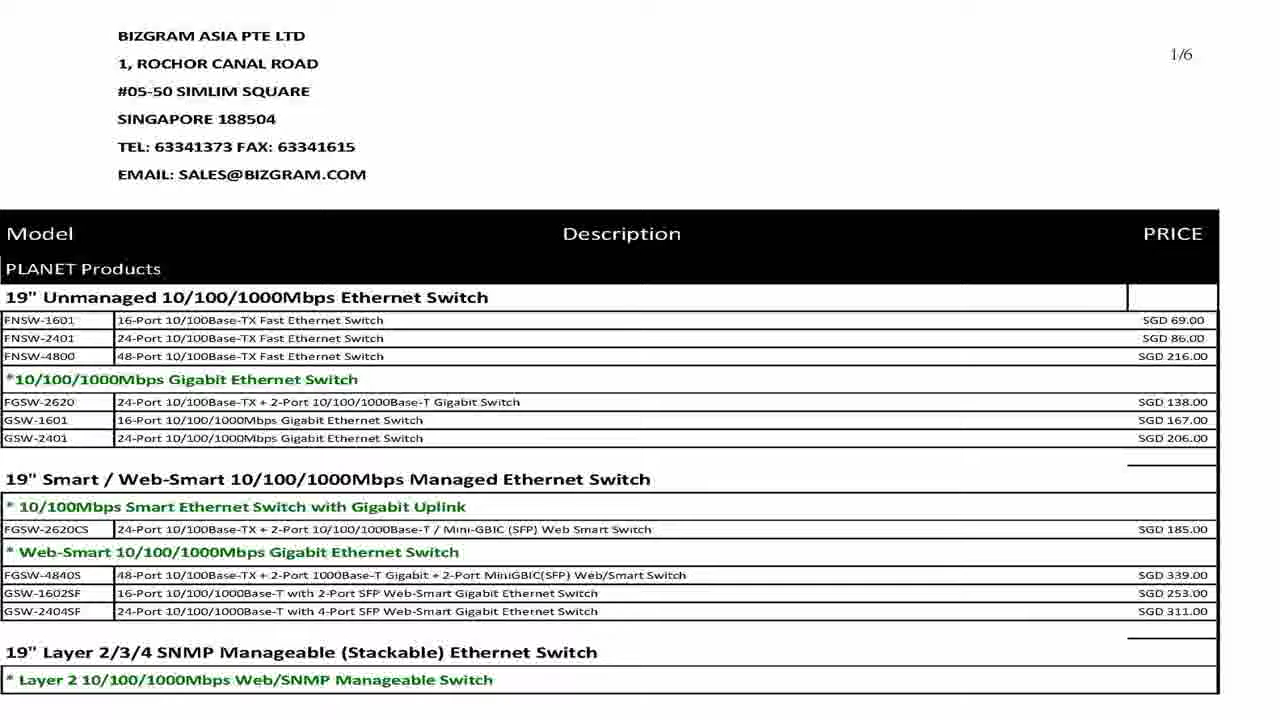 BIZGRAM ASIA PTE LTD
1, ROCHOR CANAL ROAD
1/6
#05-50 SIMLIM SQUARE
SINGAPORE 188504
TEL: 63341373 FAX: 63341615
EMAIL: SALES@BIZGRAM.COM
Model Description PRICE
PLANET Products
19" Unmanaged 10/100/1000Mbps Ethernet Switch
FNSW-1601 16-Port 10/100Base-TX Fast Ethernet Switch SGD 69.00
FNSW-2401 24-Port 10/100Base-TX Fast Ethernet Switch SGD 86.00
FNSW-4800 48-Port 10/100Base-TX Fast Ethernet Switch SGD 216.00
*10/100/1000Mbps Gigabit Ethernet Switch
FGSW-2620 24-Port 10/100Base-TX + 2-Port 10/100/1000Base-T Gigabit Switch SGD 138.00
GSW-1601 16-Port 10/100/1000Mbps Gigabit Ethernet Switch SGD 167.00
GSW-2401 24-Port 10/100/1000Mbps Gigabit Ethernet Switch SGD 206.00
19" Smart / Web-Smart 10/100/1000Mbps Managed Ethernet Switch
* 10/100Mbps Smart Ethernet Switch with Gigabit Uplink
FGSW-2620CS 24-Port 10/100Base-TX + 2-Port 10/100/1000Base-T / Mini-GBIC (SFP) Web Smart Switch SGD 185.00
* Web-Smart 10/100/1000Mbps Gigabit Ethernet Switch
FGSW-4840S 48-Port 10/100Base-TX + 2-Port 1000Base-T Gigabit + 2-Port MiniGBIC(SFP) Web/Smart Switch SGD 339.00
GSW-1602SF 16-Port 10/100/1000Base-T with 2-Port SFP Web-Smart Gigabit Ethernet Switch SGD 253.00
GSW-2404SF 24-Port 10/100/1000Base-T with 4-Port SFP Web-Smart Gigabit Ethernet Switch SGD 311.00
19" Layer 2/3/4 SNMP Manageable (Stackable) Ethernet Switch
* Layer 2 10/100/1000Mbps Web/SNMP Manageable Switch